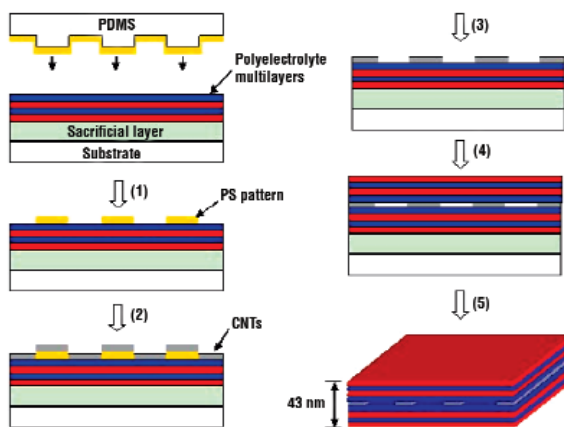 PDMS
Polyelectrolyte
multilayers
Sacrificial layer
Substrate
(1)
PS pattern
(2)
CNTs
(3)
(4)
(5)
43 nm